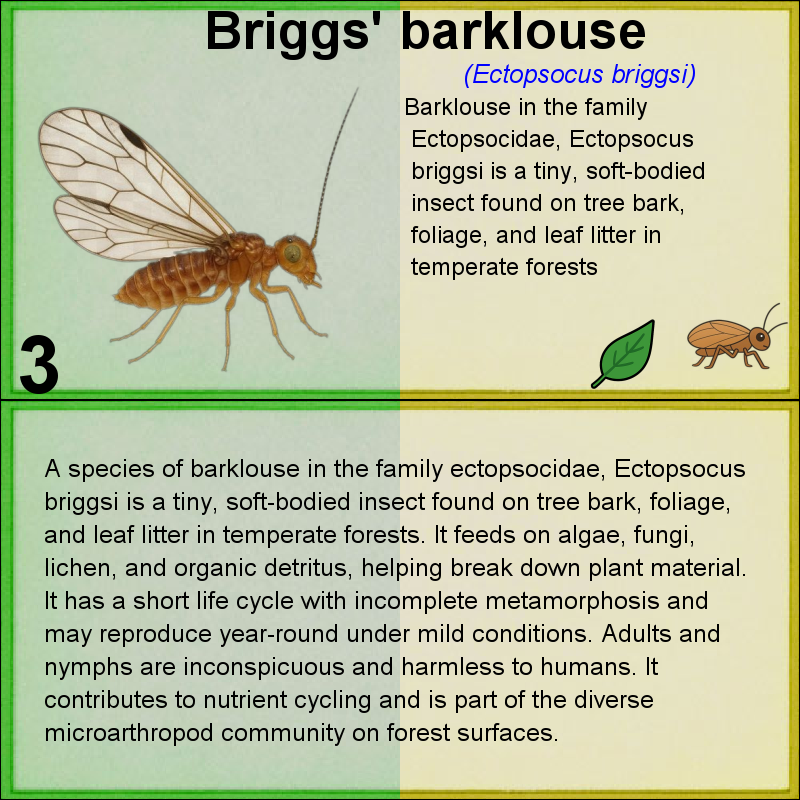 Briggs' barklouse
(Ectopsocus briggsi)
Barklouse in the family
Ectopsocidae, Ectopsocus
briggsi is a tiny, soft-bodied
insect found on tree bark,
foliage, and leaf litter in
temperate forests
3
A species of barklouse in the family ectopsocidae, Ectopsocus
briggsi is a tiny, soft-bodied insect found on tree bark, foliage,
and leaf litter in temperate forests. It feeds on algae, fungi,
lichen, and organic detritus, helping break down plant material.
It has a short life cycle with incomplete metamorphosis and
may reproduce year-round under mild conditions. Adults and
nymphs are inconspicuous and harmless to humans. It
contributes to nutrient cycling and is part of the diverse
microarthropod community on forest surfaces.